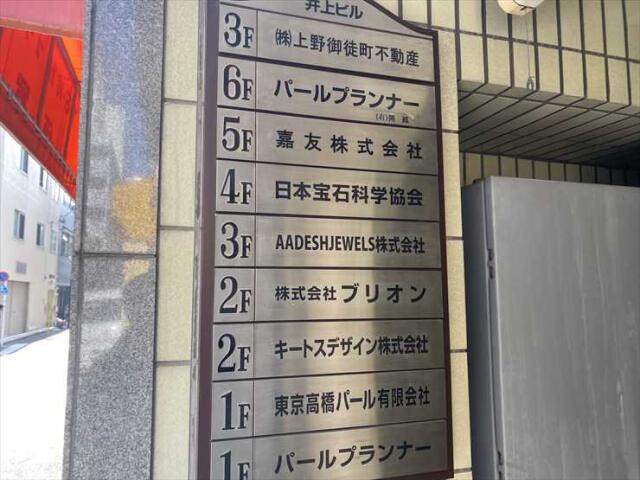 井上ビル
3F ㈱上野御徒町不動産
6F パールプランナー
5F 嘉友株式会社
4F 日本宝石科学協会
3F AADESHJEWELS株式会社
2F 株式会社 ブリオン
2F キートスデザイン株式会社
1F 東京高橋パール有限会社
1F パールプランナー